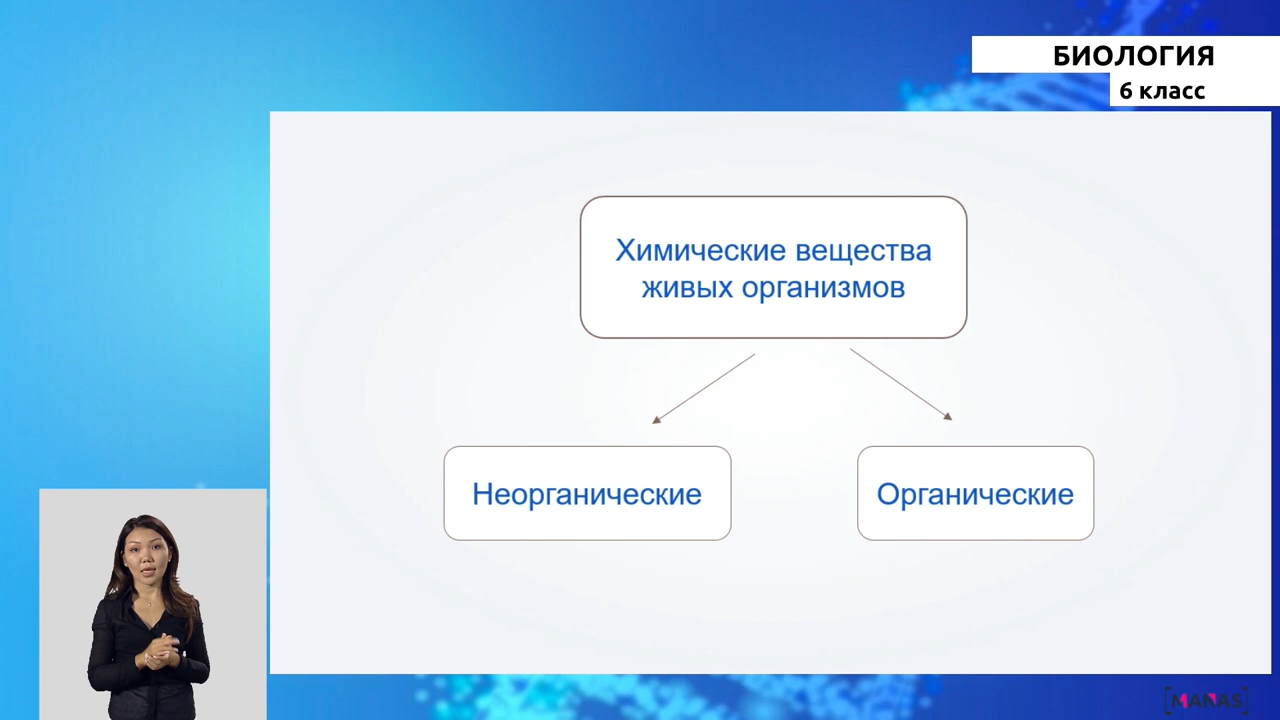 БИОЛОГИЯ
6 класс
Химические вещества
живых организмов
Неорганические
Органические
MANAS